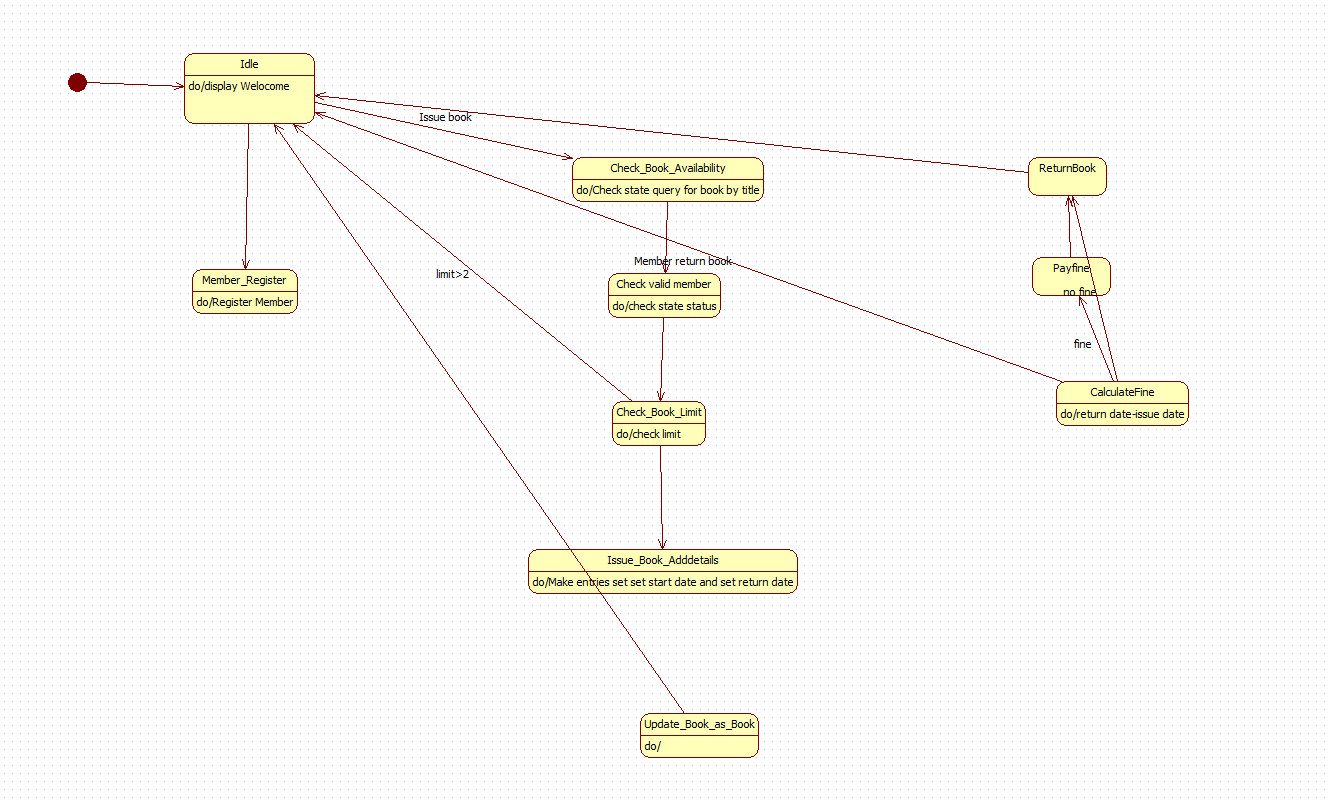 Idle
do/display Welocome
Issue book
Check_Book_Availability
do/Check state query for book by title
ReturnBook
Member return book
Payfine
no fine
limit>2
Member_Register
do/Register Member
Check valid member
do/check state status
fine
CalculateFine
do/return date-issue date
Check_Book_Limit
do/check limit
Issue_Book_Adddetails
do/Make entries set set start date and set return date
Update_Book_as_Book
do/